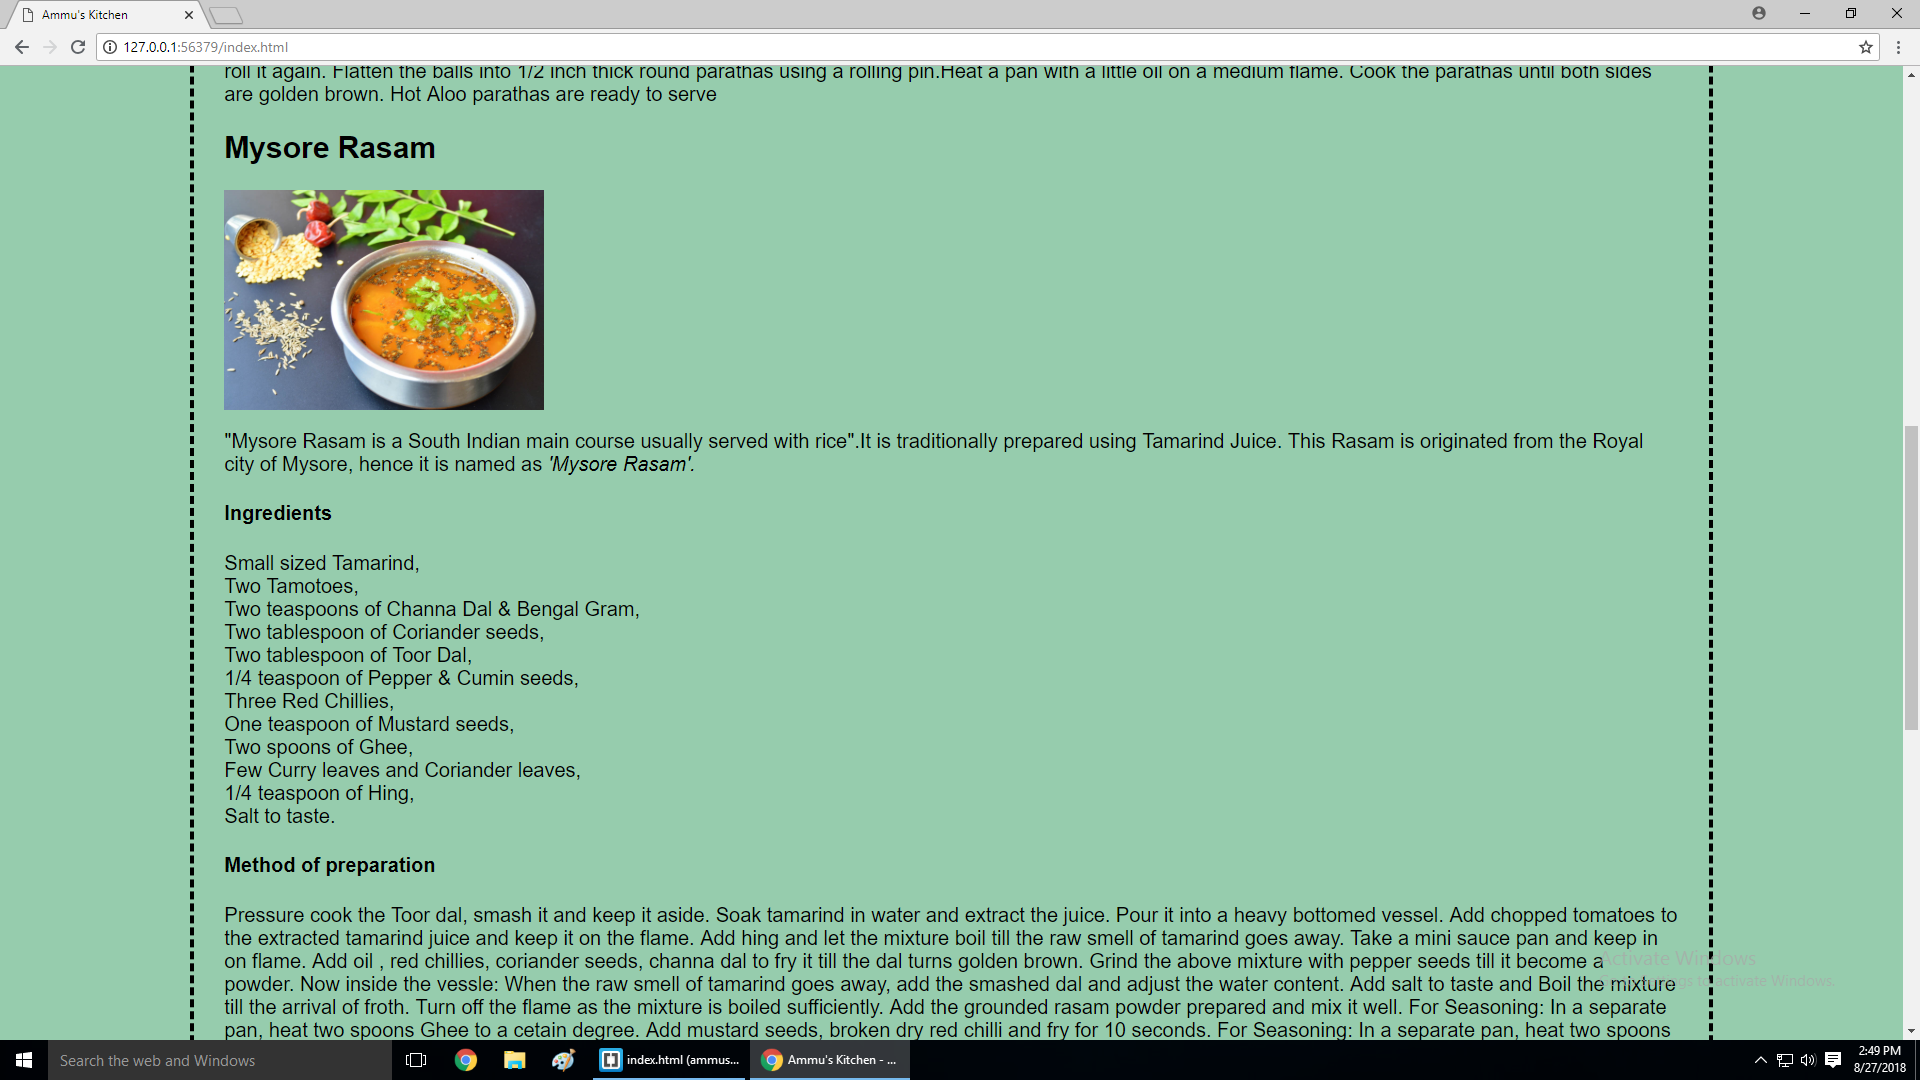 Ammu's Kitchen
127.0.0.1:56379/index.html
roll it again. Flatten the balls into 1/2 inch thick round parathas using a rolling pin.Heat a pan with a little oil on a medium flame. Cook the parathas until both sides
are golden brown. Hot Aloo parathas are ready to serve
Mysore Rasam
"Mysore Rasam is a South Indian main course usually served with rice".It is traditionally prepared using Tamarind Juice. This Rasam is originated from the Royal
city of Mysore, hence it is named as 'Mysore Rasam'.
Ingredients
Small sized Tamarind,
Two Tamotoes,
Two teaspoons of Channa Dal & Bengal Gram,
Two tablespoon of Coriander seeds,
Two tablespoon of Toor Dal,
1/4 teaspoon of Pepper & Cumin seeds,
Three Red Chillies,
One teaspoon of Mustard seeds,
Two spoons of Ghee,
Few Curry leaves and Coriander leaves,
1/4 teaspoon of Hing,
Salt to taste.
Method of preparation
Pressure cook the Toor dal, smash it and keep it aside. Soak tamarind in water and extract the juice. Pour it into a heavy bottomed vessel. Add chopped tomatoes to
the extracted tamarind juice and keep it on the flame. Add hing and let the mixture boil till the raw smell of tamarind goes away. Take a mini sauce pan and keep in
on flame. Add oil , red chillies, coriander seeds, channa dal to fry it till the dal turns golden brown. Grind the above mixture with pepper seeds till it become a
powder. Now inside the vessle: When the raw smell of tamarind goes away, add the smashed dal and adjust the water content. Add salt to taste and Boil the mixture
till the arrival of froth. Turn off the flame as the mixture is boiled sufficiently. Add the grounded rasam powder prepared and mix it well. For Seasoning: In a separate
pan, heat two spoons Ghee to a cetain degree. Add mustard seeds, broken dry red chilli and fry for 10 seconds. For Seasoning: In a separate pan, heat two spoons
Activate Windows
to activate Windows.
Search the web and Windows
index.html (ammus...
Ammu's Kitchen - ...
2:49 PM
8/27/2018